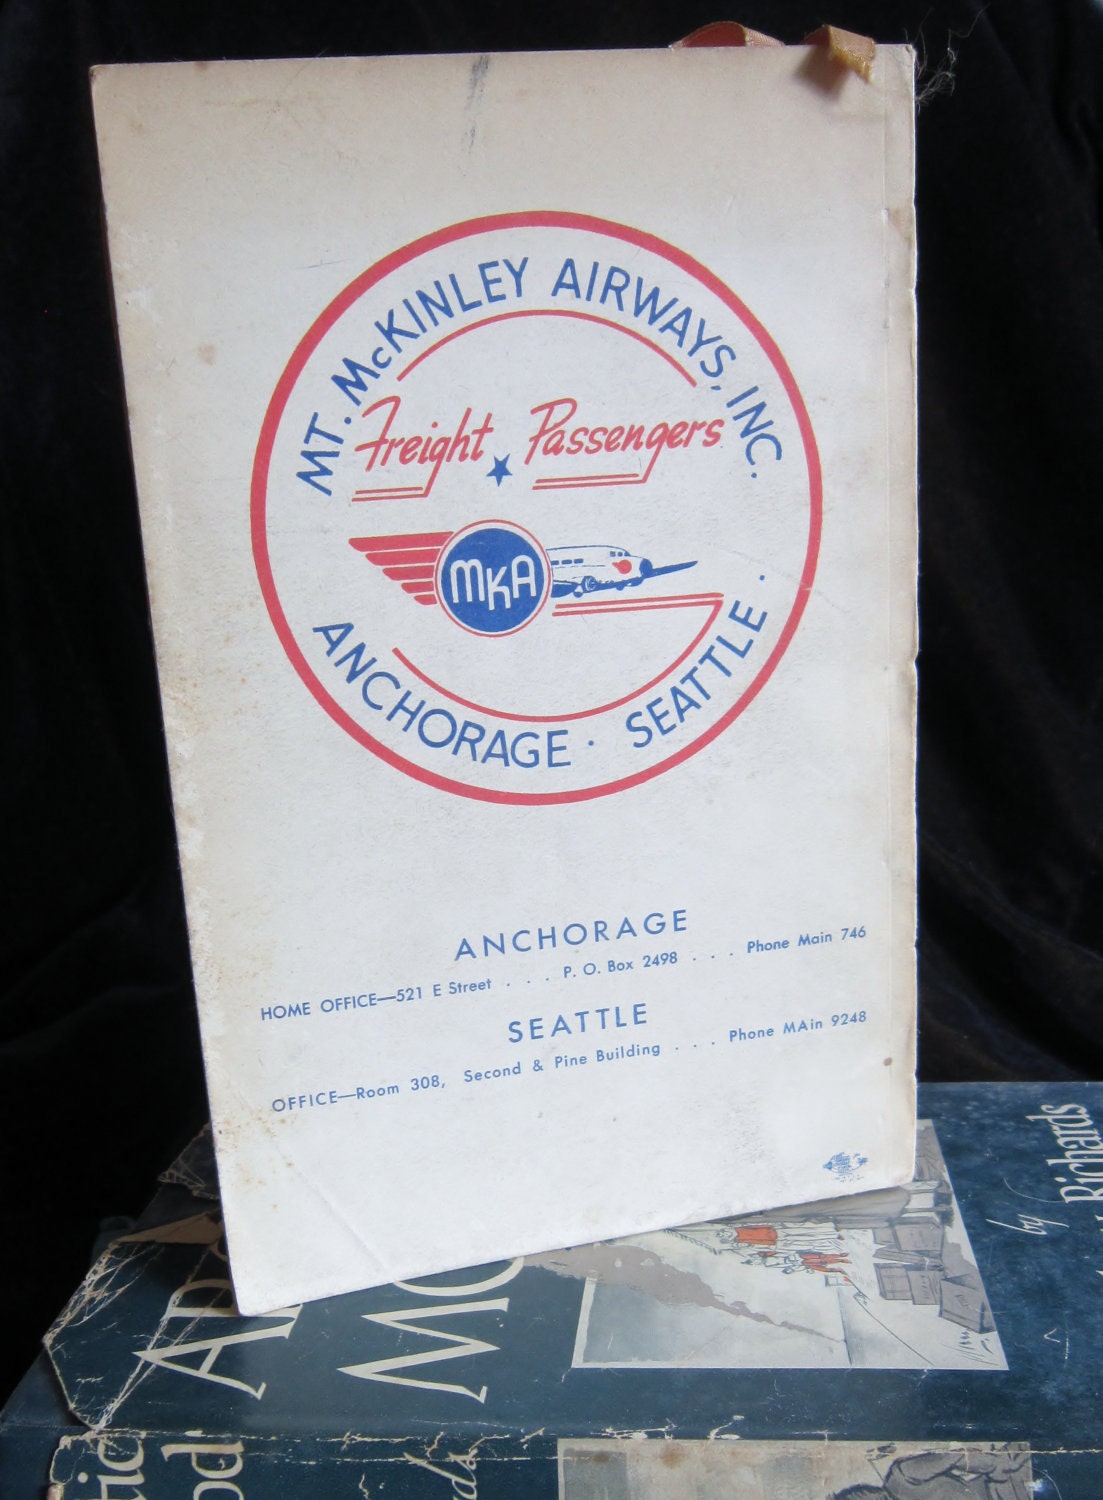 MT. McKINLEY AIRWAYS, INC.
Freight Passengers
MKA
ANCHORAGE · SEATTLE ·
ANCHORAGE
HOME OFFICE—521 E Street . . . P. O. Box 2498 . . . Phone Main 746
SEATTLE
OFFICE—Room 308, Second & Pine Building . . . Phone MAin 9248
by
Richards